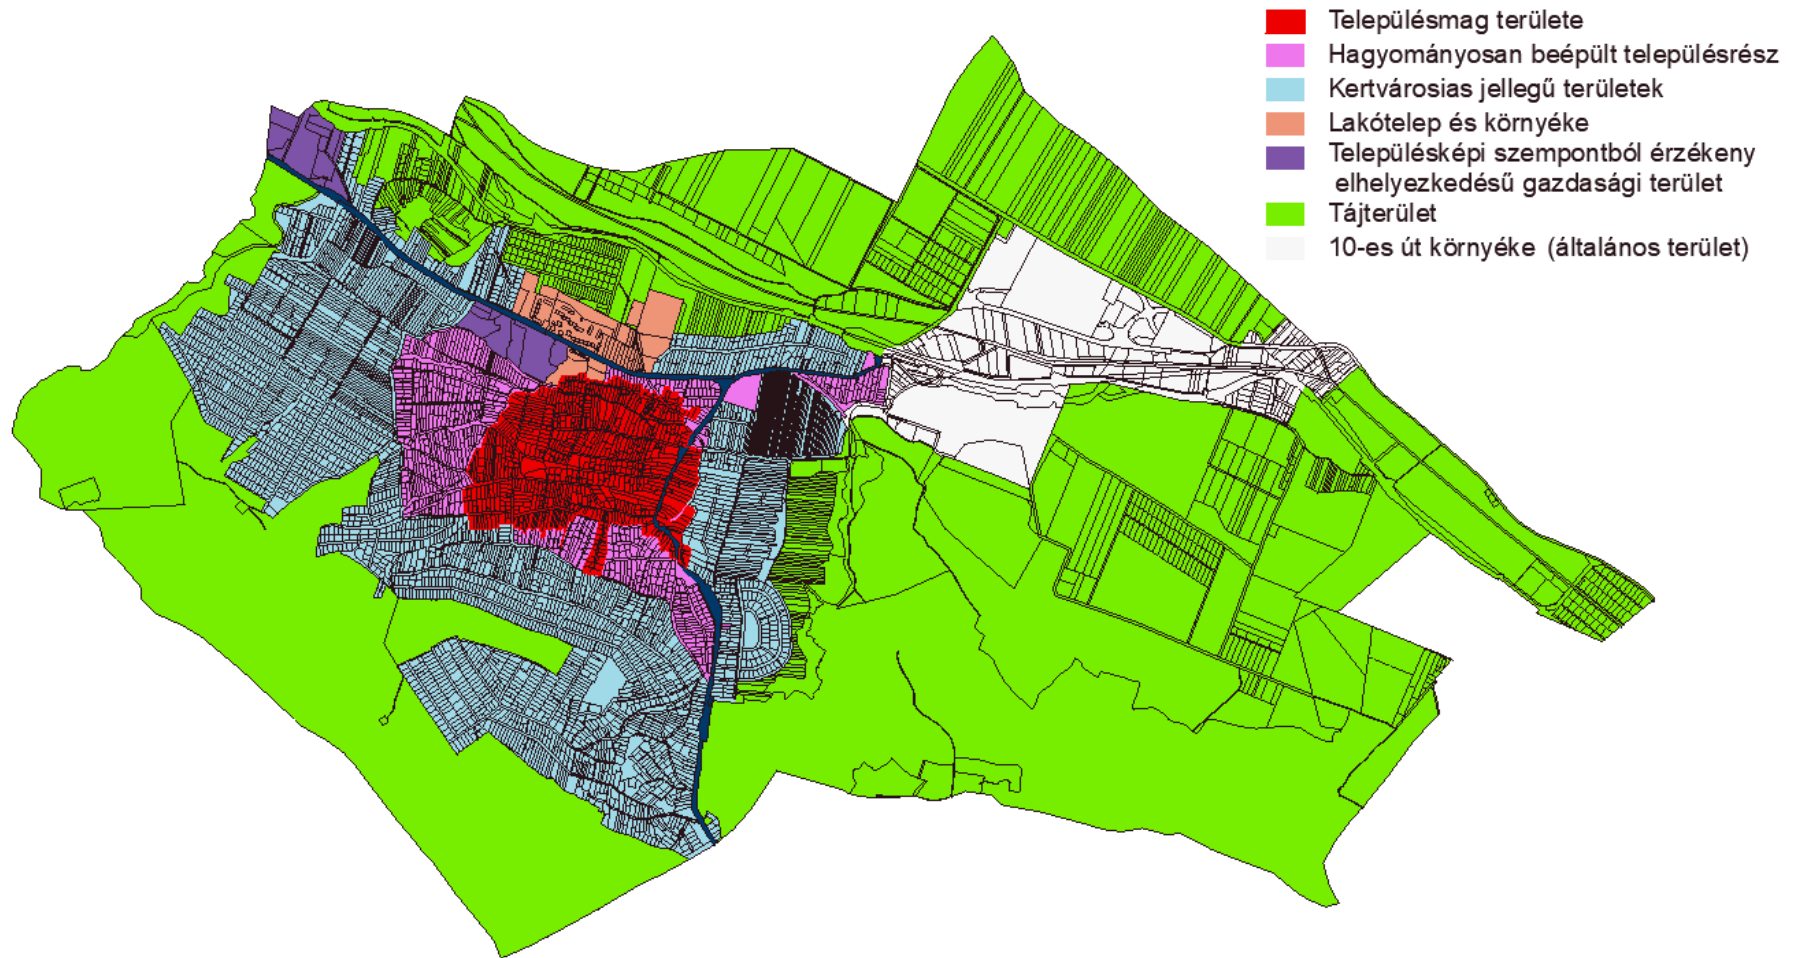 Településmag területe
Hagyományosan beépült településrész
Kertvárosias jellegű területek
Lakótelep és környéke
Településképi szempontból érzékeny
elhelyezkedésű gazdasági terület
Tájterület
10-es út környéke (általános terület)